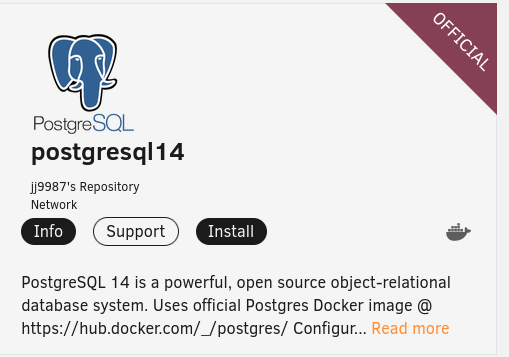 OFFICIAL
PostgreSQL
postgresql14
jj9987's Repository
Network
Info Support Install
PostgreSQL 14 is a powerful, open source object-relational
database system. Uses official Postgres Docker image @
https://hub.docker.com/_/postgres/ Configur... Read more